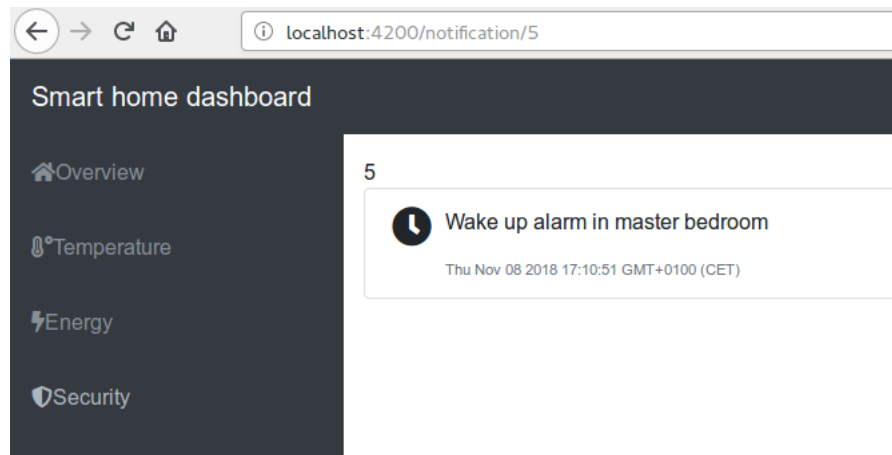 localhost:4200/notification/5
Smart home dashboard
Overview
Temperature
Energy
Security
5
Wake up alarm in master bedroom
Thu Nov 08 2018 17:10:51 GMT+0100 (CET)